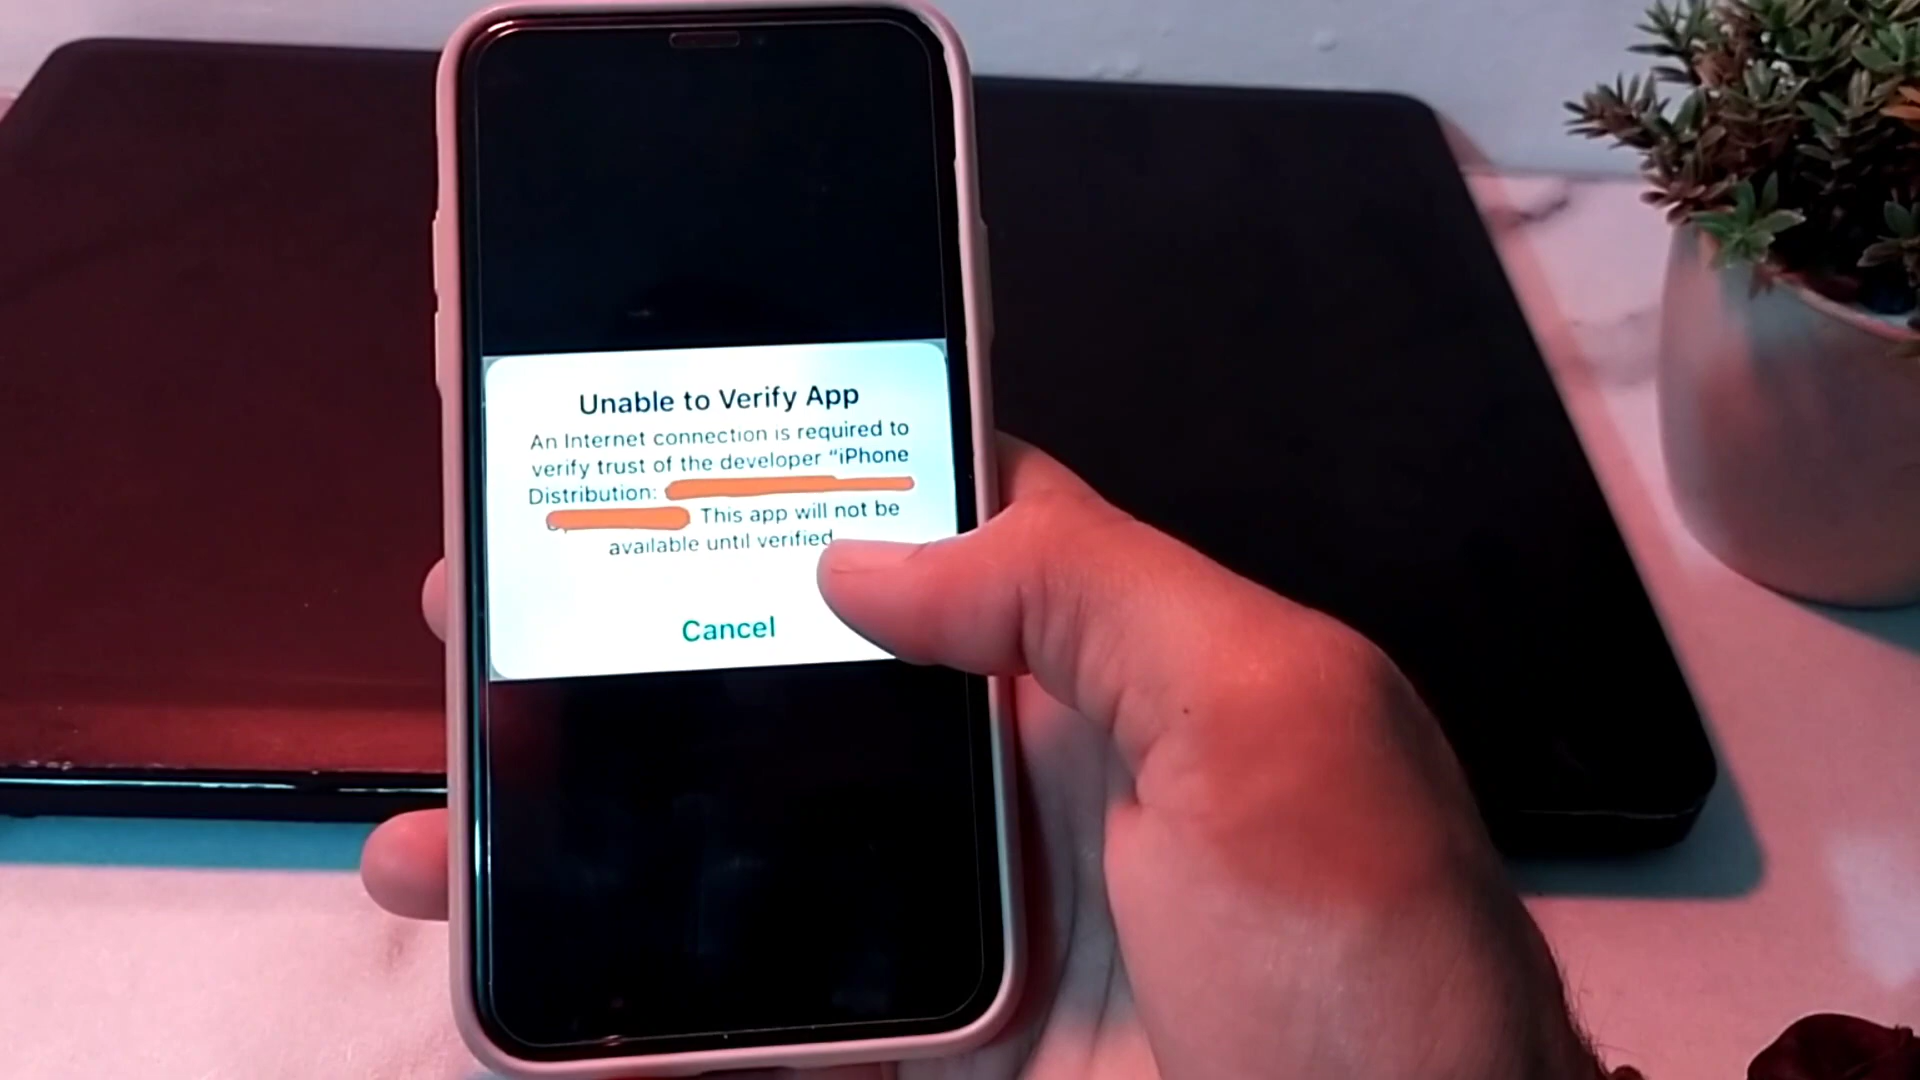 Unable to Verify App
An Internet connection is required to
verify trust of the developer “iPhone
Distribution:
This app will not be
available until verified
Cancel